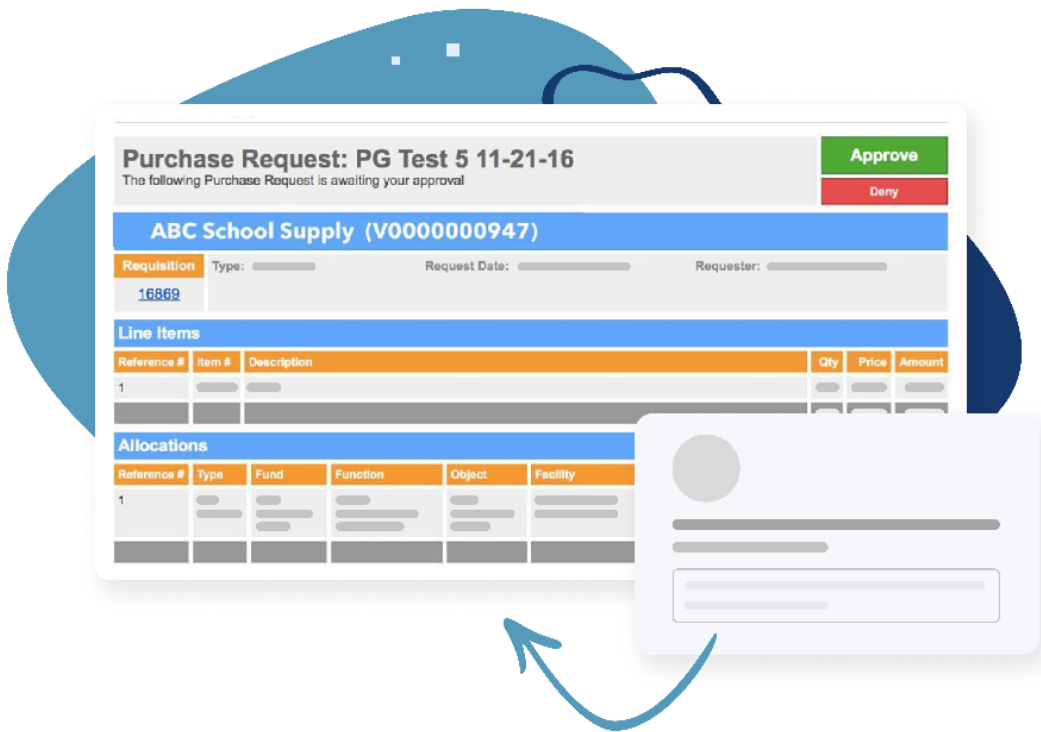 Purchase Request: PG Test 5 11-21-16
The following Purchase Request is awaiting your approval
Approve
Deny
ABC School Supply (V0000000947)
Requisition Type: Request Date: Requester:
16869
Line Items
Reference # Item # Description Qty Price Amount
1
Allocations
Reference # Type Fund Function Object Facility
1